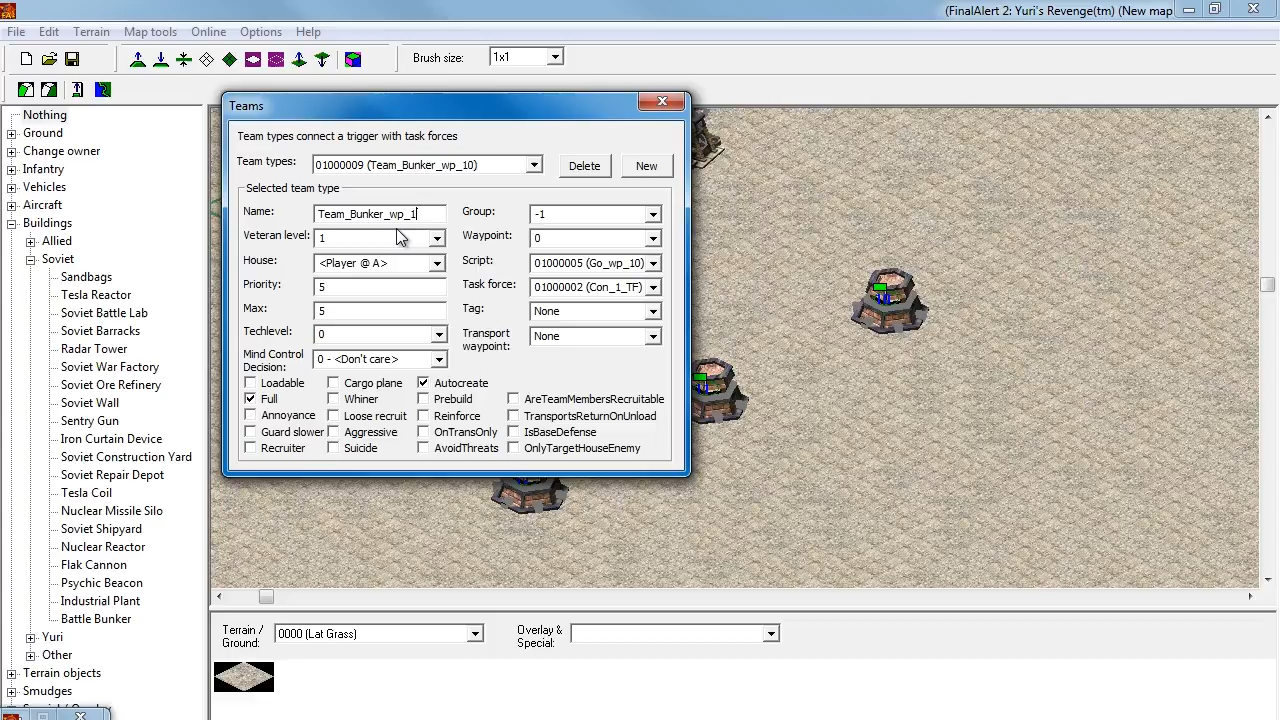 (FinalAlert 2: Yuri's Revenge(tm) (New map
File Edit Terrain Map tools Online Options Help
Brush size: 1x1
Nothing
Ground
Change owner
Infantry
Vehicles
Aircraft
Buildings
Allied
Soviet
Sandbags
Tesla Reactor
Soviet Battle Lab
Soviet Barracks
Radar Tower
Soviet War Factory
Soviet Ore Refinery
Soviet Wall
Sentry Gun
Iron Curtain Device
Soviet Construction Yard
Soviet Repair Depot
Tesla Coil
Nuclear Missile Silo
Soviet Shipyard
Nuclear Reactor
Flak Cannon
Psychic Beacon
Industrial Plant
Battle Bunker
Yuri
Other
Terrain objects
Smudges
Teams
Team types connect a trigger with task forces
Team types: 01000009 (Team_Bunker_wp_10) Delete New
Selected team type
Name: Team_Bunker_wp_1 Group: -1
Veteran level: 1 Waypoint: 0
House: <Player @ A> Script: 01000005 (Go_wp_10)
Priority: 5 Task force: 01000002 (Con_1_TF)
Max: 5 Tag: None
Techlevel: 0 Transport waypoint: None
Mind Control Decision: 0 - <Don't care>
Loadable Cargo plane Autocreate
Full Whiner Prebuild AreTeamMembersRecruitable
Annoyance Loose recruit Reinforce TransportsReturnOnUnload
Guard slower Aggressive OnTransOnly IsBaseDefense
Recruiter Suicide AvoidThreats OnlyTargetHouseEnemy
Terrain / Ground: 0000 (Lat Grass) Overlay & Special: